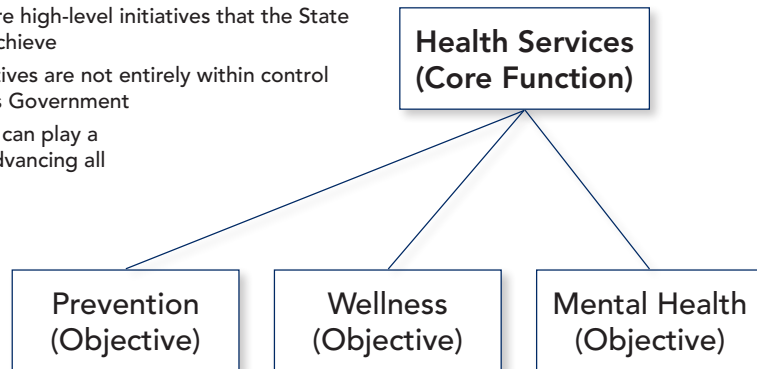 re high-level initiatives that the State
chieve
tives are not entirely within control
s Government
can play a
dvancing all
Health Services
(Core Function)
Prevention
(Objective)
Wellness
(Objective)
Mental Health
(Objective)